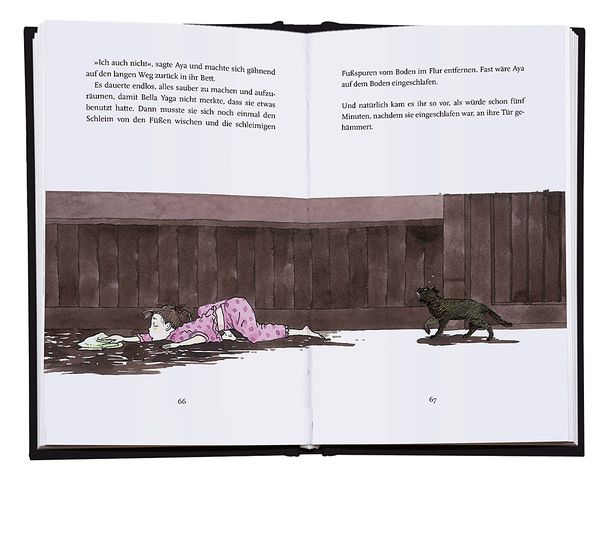 »Ich auch nicht«, sagte Aya und machte sich gähnend
auf den langen Weg zurück in ihr Bett.
Es dauerte endlos, alles sauber zu machen und aufzu-
räumen, damit Bella Yaga nicht merkte, dass sie etwas
benutzt hatte. Dann musste sie sich noch einmal den
Schleim von den Füßen wischen und die schleimigen
66
Fußspuren vom Boden im Flur entfernen. Fast wäre Aya
auf dem Boden eingeschlafen.
Und natürlich kam es ihr so vor, als würde schon fünf
Minuten, nachdem sie eingeschlafen war, an ihre Tür ge-
hämmert.
67